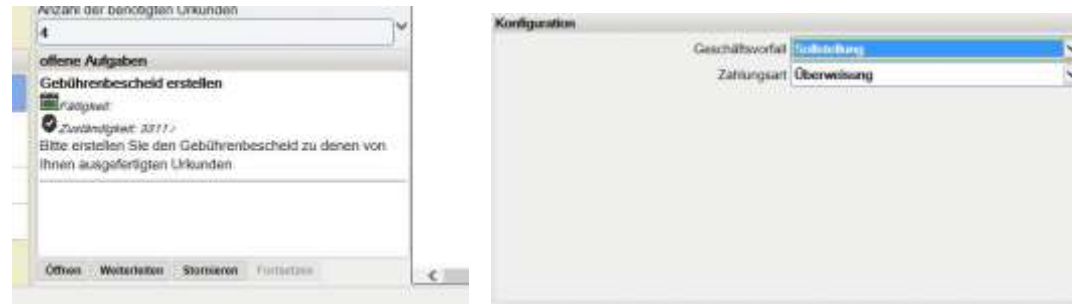 Anzahl der benötigten Urkunden
4
offene Aufgaben
Gebührenbescheid erstellen
Fälligkeit:
Zuständigkeit: 3311
Bitte erstellen Sie den Gebührenbescheid zu denen von
Ihnen ausgefertigten Urkunden
Öffnen Weiterleiten Stornieren Fortsetzen
Konfiguration
Geschäftsvorfall Sollstellung
Zahlungsart Überweisung